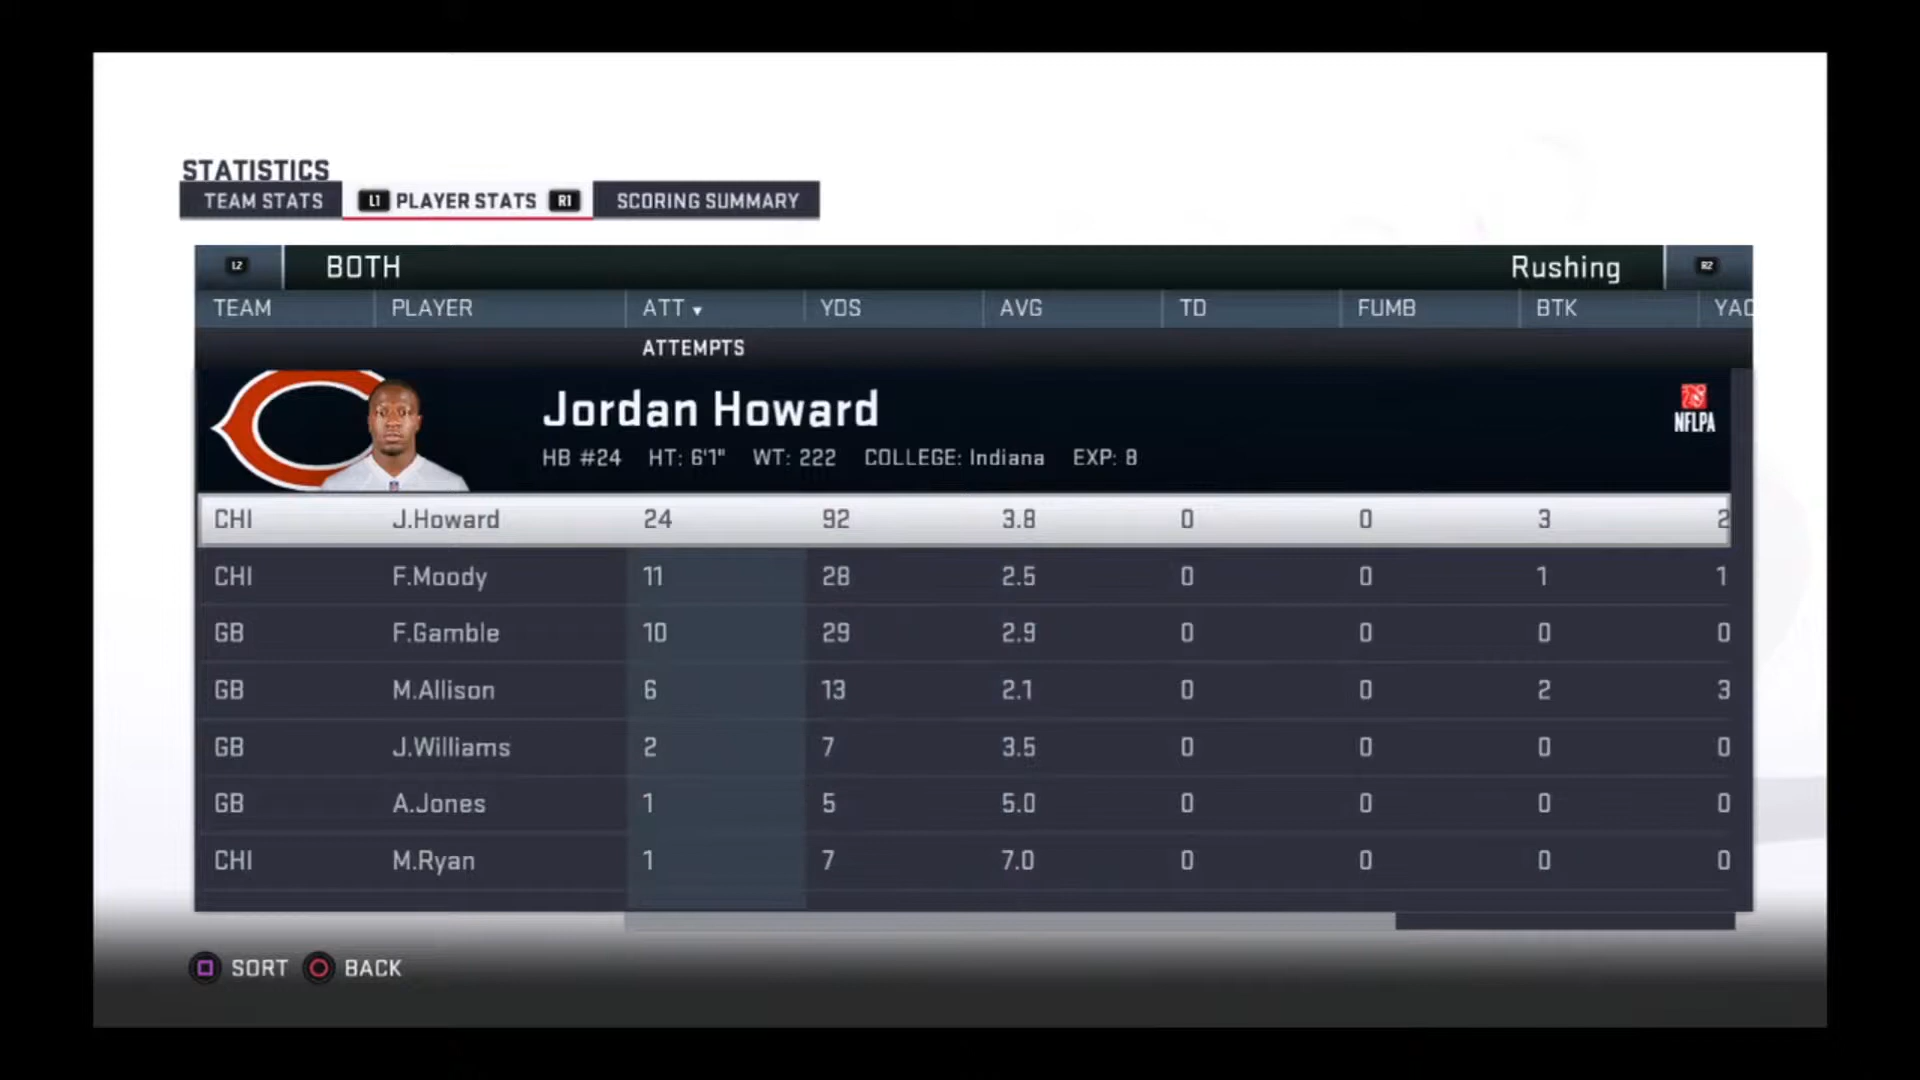 STATISTICS
TEAM STATS L1 PLAYER STATS R1 SCORING SUMMARY
L2 BOTH Rushing R2
TEAM PLAYER ATT YDS AVG TD FUMB BTK YAC
ATTEMPTS
Jordan Howard
NFLPA
HB #24 HT: 6'1" WT: 222 COLLEGE: Indiana EXP: 8
CHI J.Howard 24 92 3.8 0 0 3 2
CHI F.Moody 11 28 2.5 0 0 1 1
GB F.Gamble 10 29 2.9 0 0 0 0
GB M.Allison 6 13 2.1 0 0 2 3
GB J.Williams 2 7 3.5 0 0 0 0
GB A.Jones 1 5 5.0 0 0 0 0
CHI M.Ryan 1 7 7.0 0 0 0 0
SORT BACK